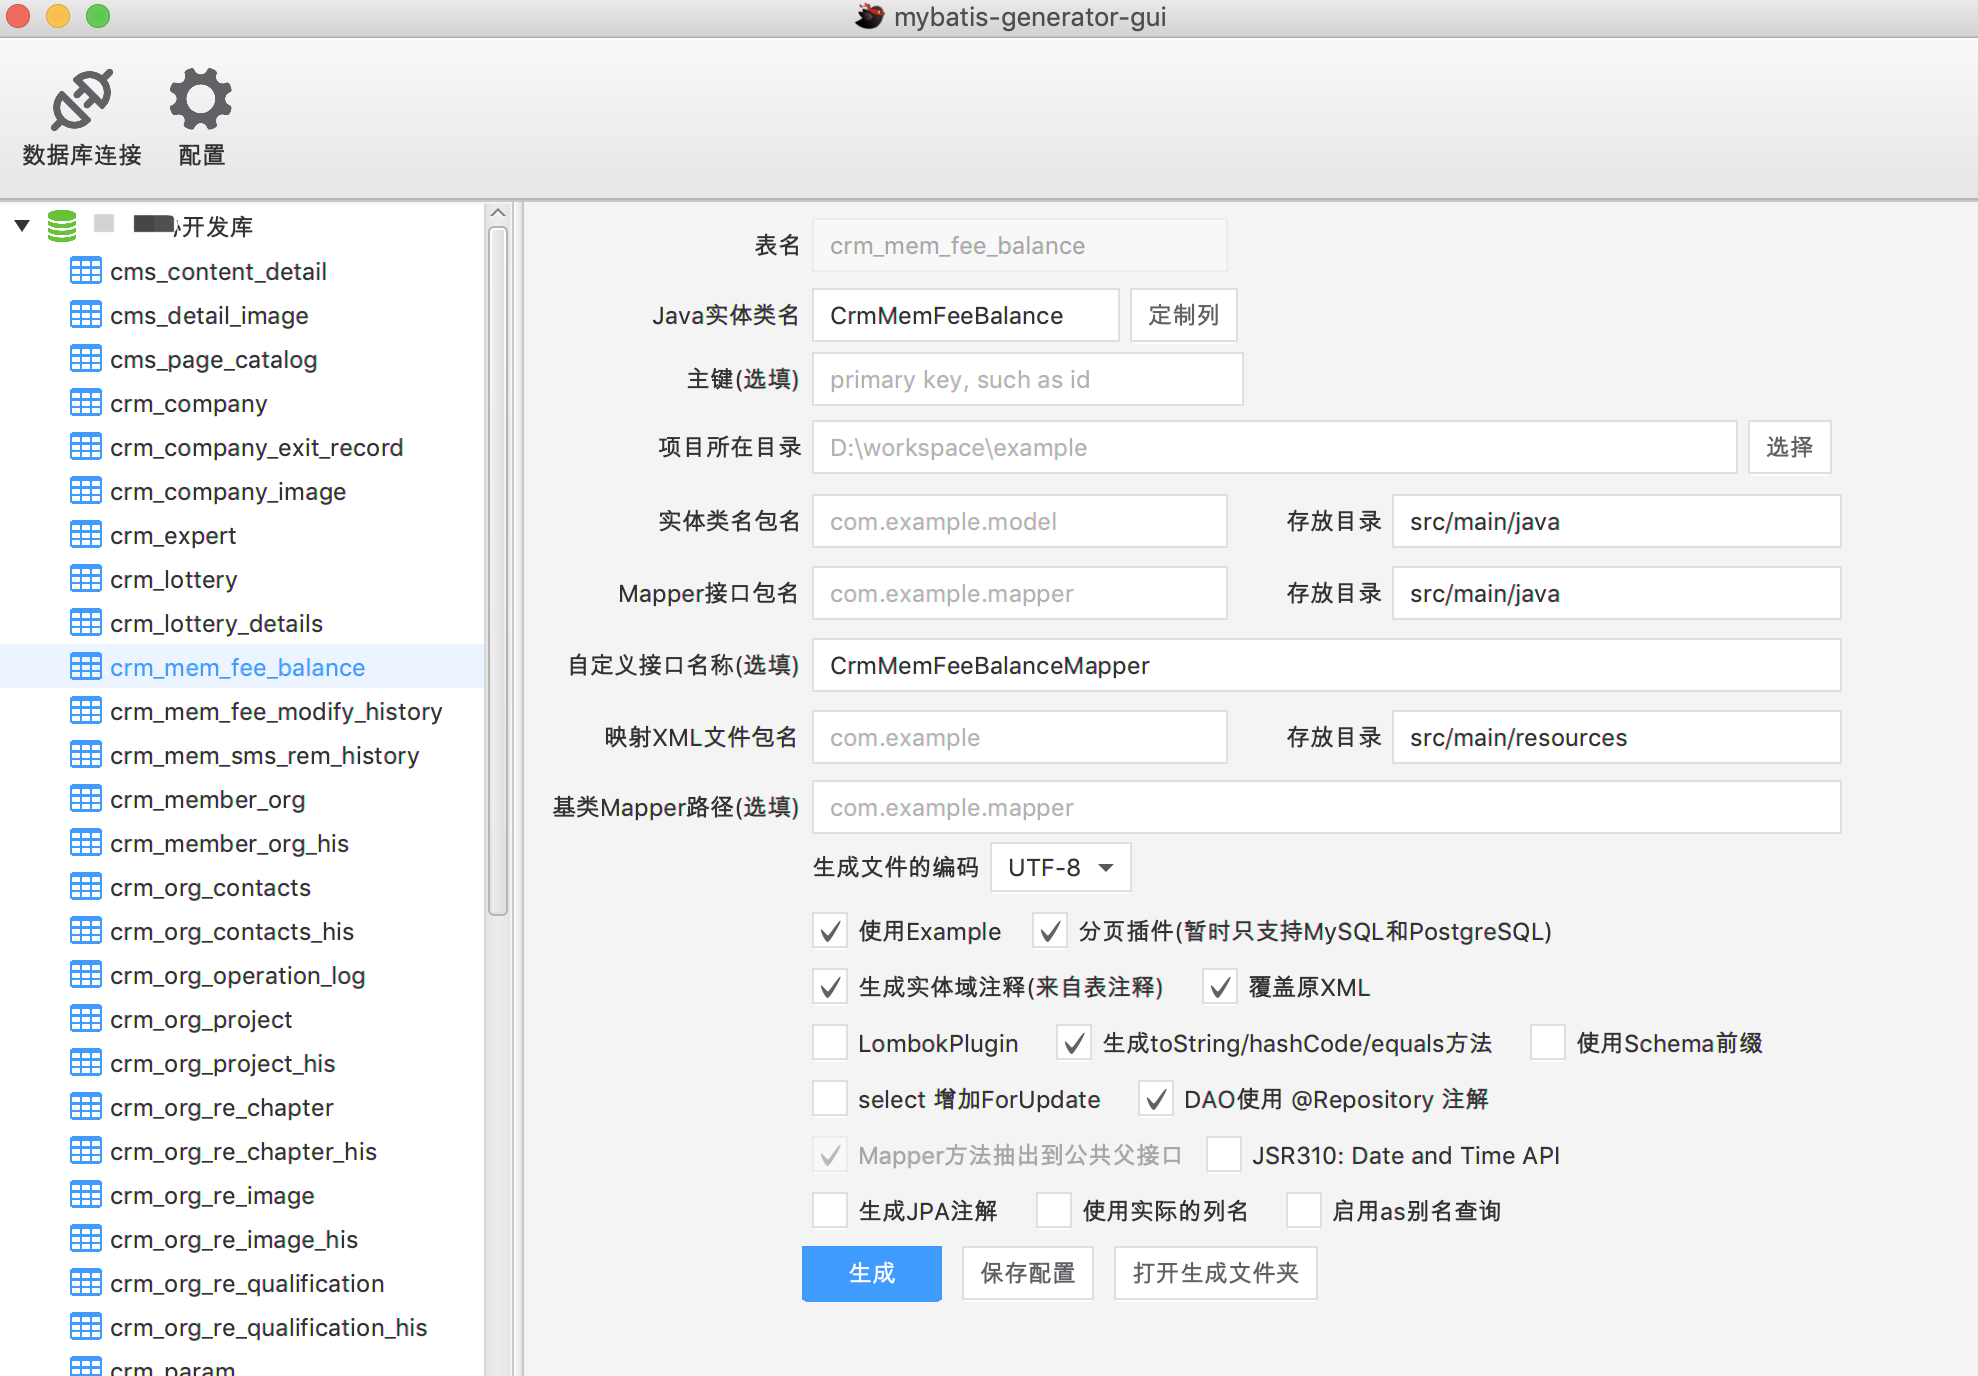 mybatis-generator-gui
数据库连接 配置
开发库
cms_content_detail
cms_detail_image
cms_page_catalog
crm_company
crm_company_exit_record
crm_company_image
crm_expert
crm_lottery
crm_lottery_details
crm_mem_fee_balance
crm_mem_fee_modify_history
crm_mem_sms_rem_history
crm_member_org
crm_member_org_his
crm_org_contacts
crm_org_contacts_his
crm_org_operation_log
crm_org_project
crm_org_project_his
crm_org_re_chapter
crm_org_re_chapter_his
crm_org_re_image
crm_org_re_image_his
crm_org_re_qualification
crm_org_re_qualification_his
crm_param
表名 crm_mem_fee_balance
Java实体类名 CrmMemFeeBalance 定制列
主键(选填) primary key, such as id
项目所在目录 D:\workspace\example 选择
实体类名包名 com.example.model 存放目录 src/main/java
Mapper接口包名 com.example.mapper 存放目录 src/main/java
自定义接口名称(选填) CrmMemFeeBalanceMapper
映射XML文件包名 com.example 存放目录 src/main/resources
基类Mapper路径(选填) com.example.mapper
生成文件的编码 UTF-8
使用Example 分页插件(暂时只支持MySQL和PostgreSQL)
生成实体域注释(来自表注释) 覆盖原XML
LombokPlugin 生成toString/hashCode/equals方法 使用Schema前缀
select 增加ForUpdate DAO使用 @Repository 注解
Mapper方法抽出到公共父接口 JSR310: Date and Time API
生成JPA注解 使用实际的列名 启用as别名查询
生成 保存配置 打开生成文件夹